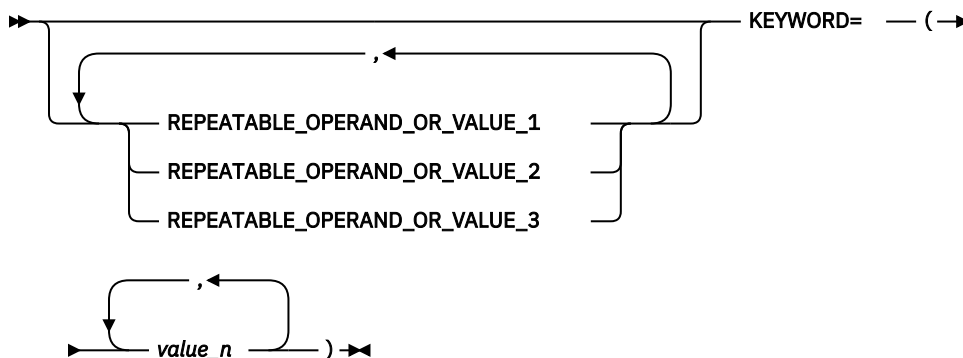 KEYWORD= (
,
REPEATABLE_OPERAND_OR_VALUE_1
REPEATABLE_OPERAND_OR_VALUE_2
REPEATABLE_OPERAND_OR_VALUE_3
,
value_n )